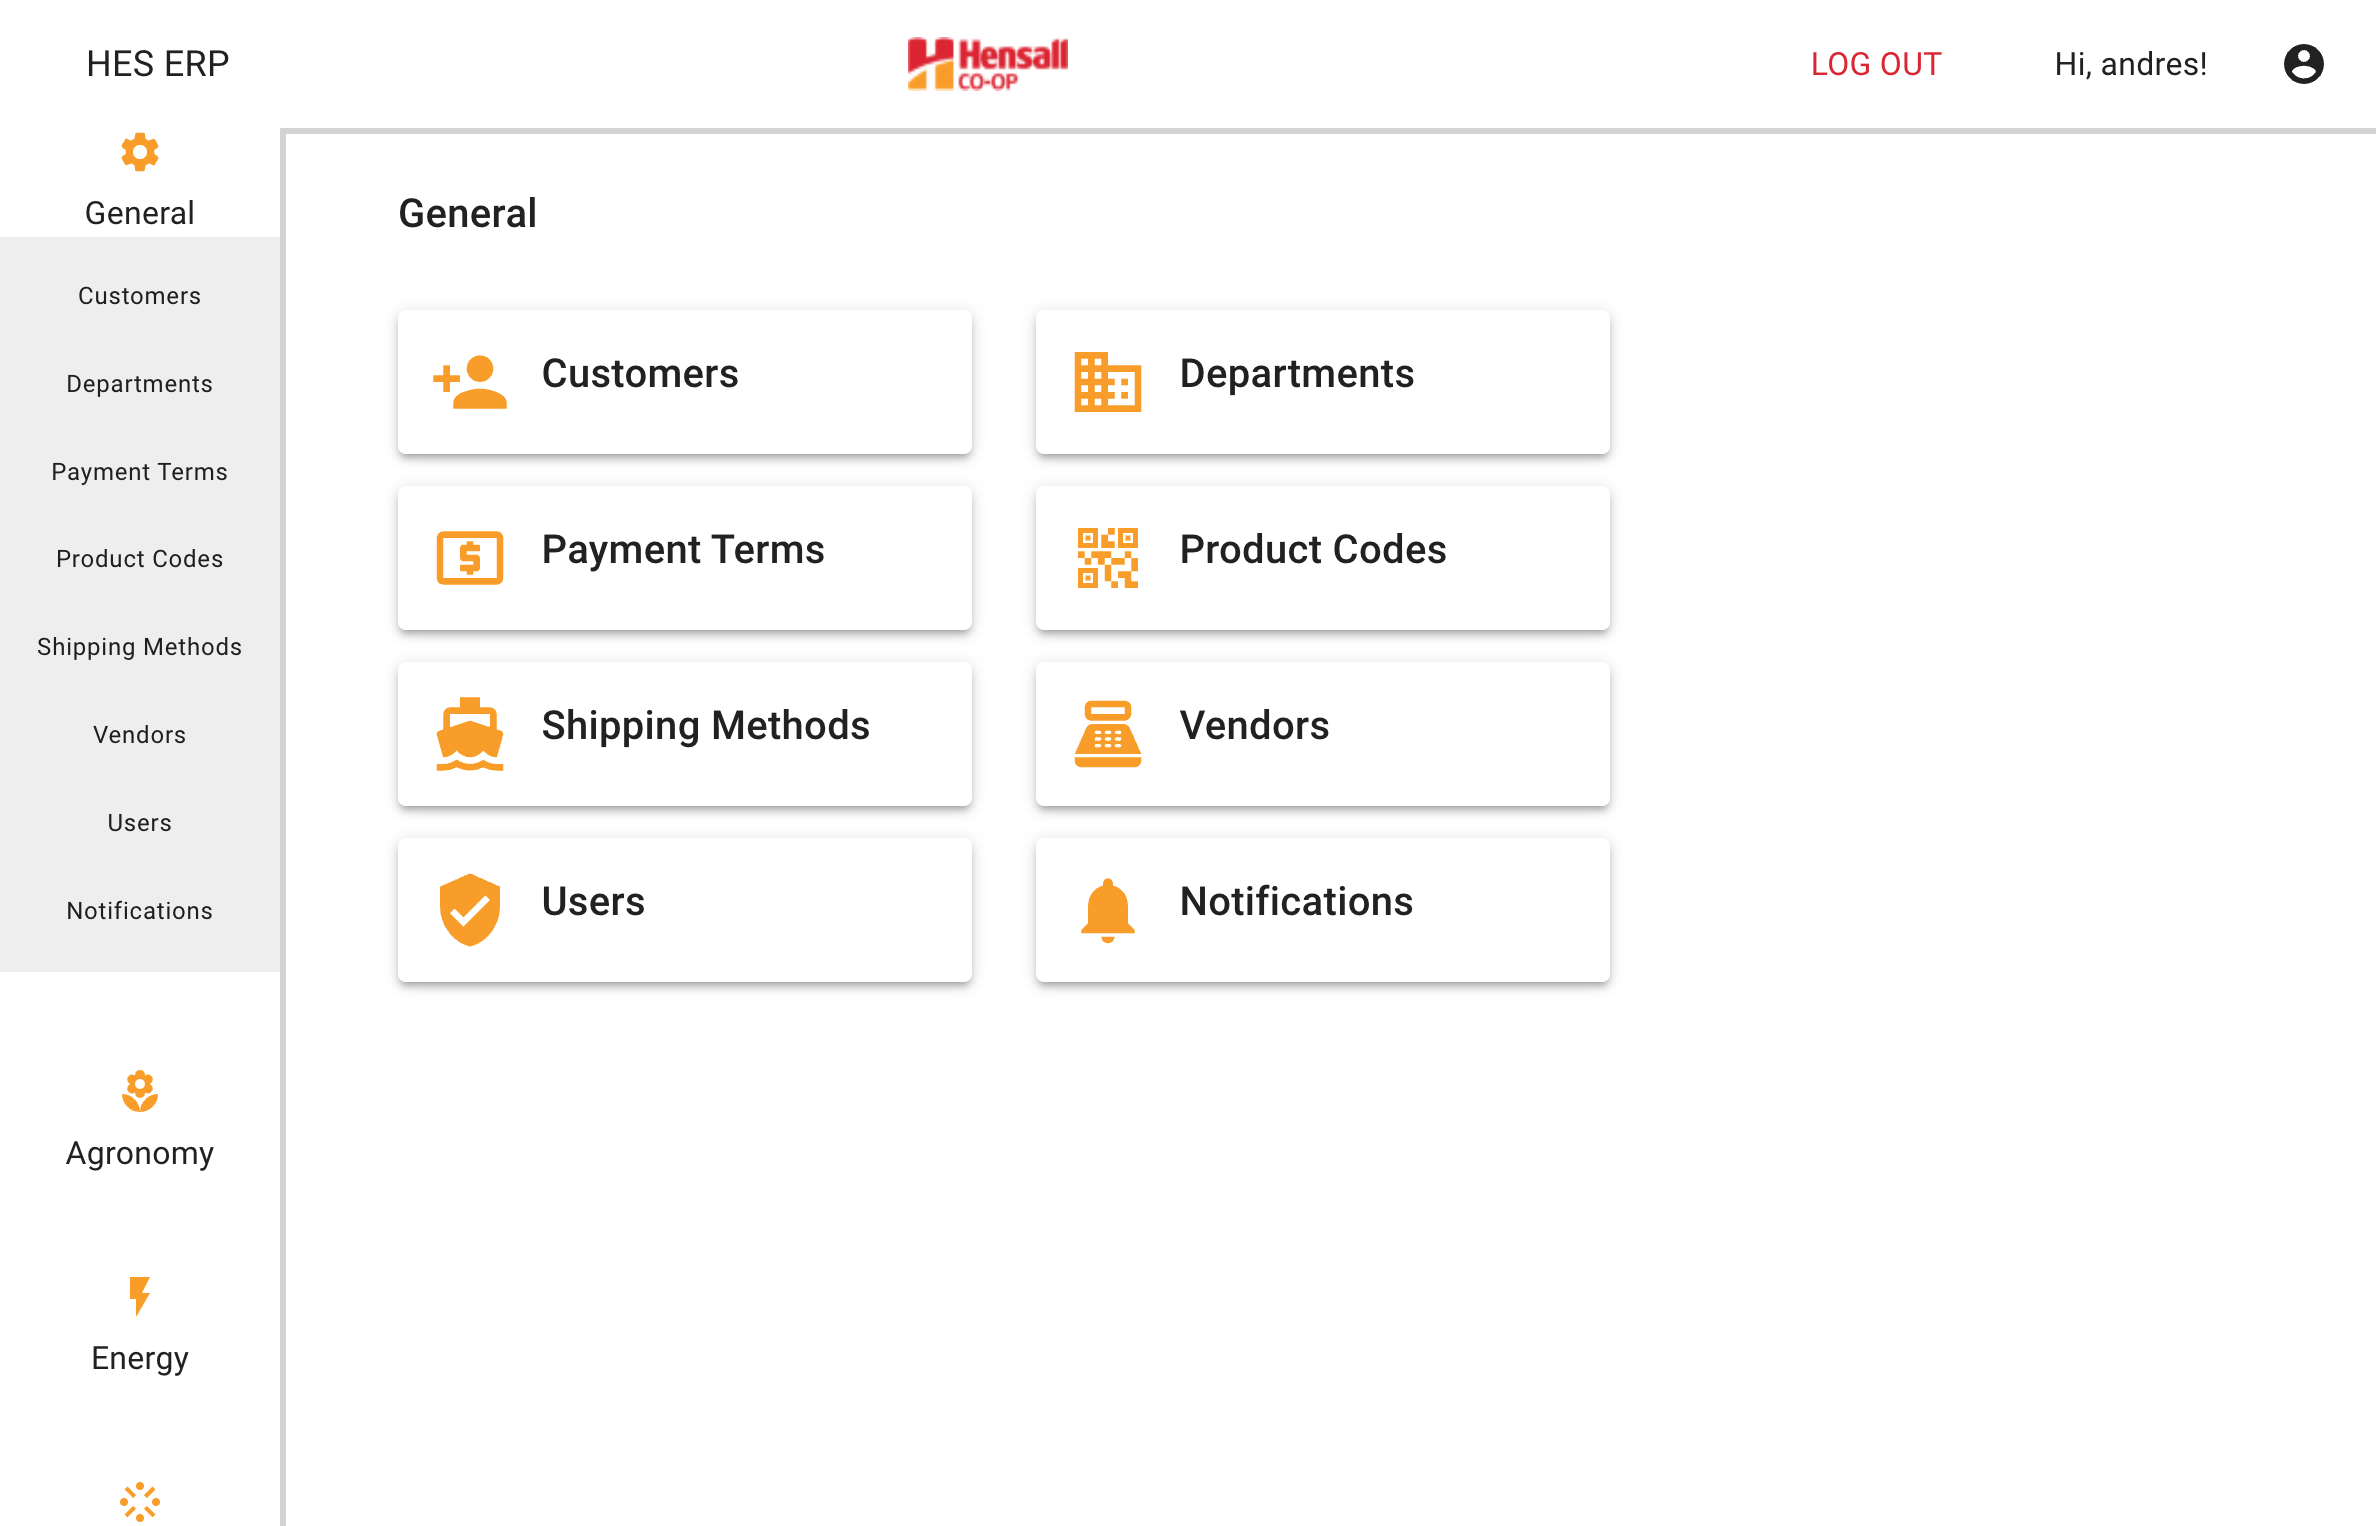 HES ERP
Hensall
CO-OP
LOG OUT
Hi, andres!
General
Customers
Departments
Payment Terms
Product Codes
Shipping Methods
Vendors
Users
Notifications
Agronomy
Energy
General
Customers
Departments
Payment Terms
Product Codes
Shipping Methods
Vendors
Users
Notifications